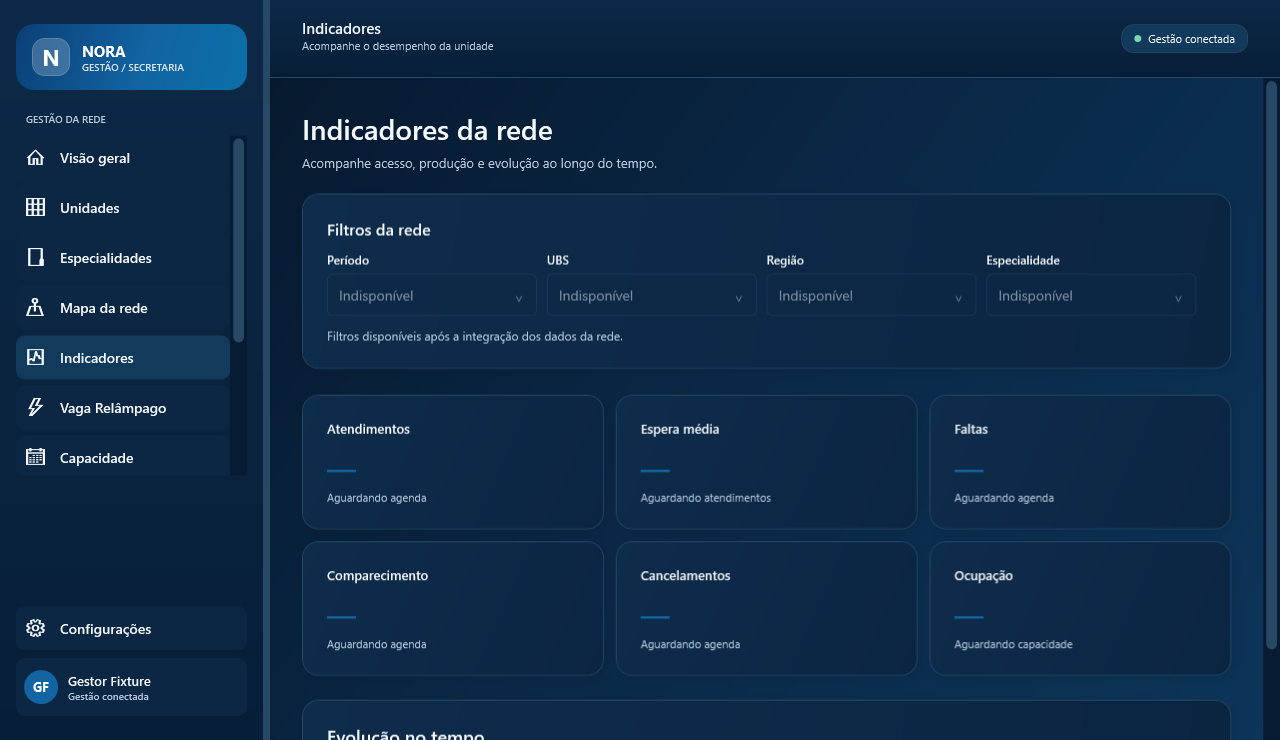 N
NORA
GESTÃO / SECRETARIA
GESTÃO DA REDE
Visão geral
Unidades
Especialidades
Mapa da rede
Indicadores
Vaga Relâmpago
Capacidade
Configurações
GF
Gestor Fixture
Gestão conectada
Indicadores
Acompanhe o desempenho da unidade
Gestão conectada
Indicadores da rede
Acompanhe acesso, produção e evolução ao longo do tempo.
Filtros da rede
Período UBS Região Especialidade
Indisponível Indisponível Indisponível Indisponível
Filtros disponíveis após a integração dos dados da rede.
Atendimentos Espera média Faltas
— — —
Aguardando agenda Aguardando atendimentos Aguardando agenda
Comparecimento Cancelamentos Ocupação
— — —
Aguardando agenda Aguardando agenda Aguardando capacidade
Evolução no tempo